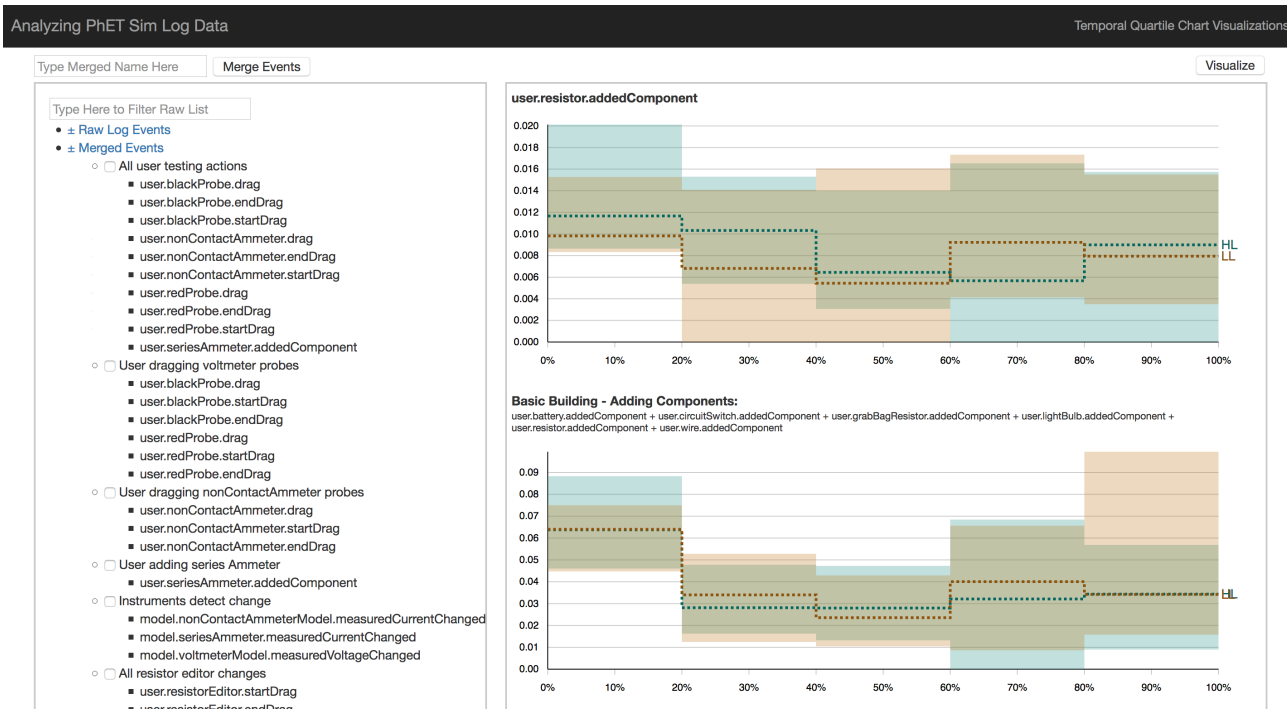 Analyzing PhET Sim Log Data
Temporal Quartile Chart Visualizations
Type Merged Name Here
Merge Events
Visualize
Type Here to Filter Raw List
± Raw Log Events
± Merged Events
All user testing actions
user.blackProbe.drag
user.blackProbe.endDrag
user.blackProbe.startDrag
user.nonContactAmmeter.drag
user.nonContactAmmeter.endDrag
user.nonContactAmmeter.startDrag
user.redProbe.drag
user.redProbe.endDrag
user.redProbe.startDrag
user.seriesAmmeter.addedComponent
User dragging voltmeter probes
user.blackProbe.drag
user.blackProbe.startDrag
user.blackProbe.endDrag
user.redProbe.drag
user.redProbe.startDrag
user.redProbe.endDrag
User dragging nonContactAmmeter probes
user.nonContactAmmeter.drag
user.nonContactAmmeter.startDrag
user.nonContactAmmeter.endDrag
User adding series Ammeter
user.seriesAmmeter.addedComponent
Instruments detect change
model.nonContactAmmeterModel.measuredCurrentChanged
model.seriesAmmeter.measuredCurrentChanged
model.voltmeterModel.measuredVoltageChanged
All resistor editor changes
user.resistorEditor.startDrag
user.resistorEditor.endDrag
user.resistor.addedComponent
0.020
0.018
0.016
0.014
0.012
0.010
0.008
0.006
0.004
0.002
0.000
HL
LL
0% 10% 20% 30% 40% 50% 60% 70% 80% 90% 100%
Basic Building - Adding Components:
user.battery.addedComponent + user.circuitSwitch.addedComponent + user.grabBagResistor.addedComponent + user.lightBulb.addedComponent +
user.resistor.addedComponent + user.wire.addedComponent
0.09
0.08
0.07
0.06
0.05
0.04
0.03
0.02
0.01
0.00
HL
LL
0% 10% 20% 30% 40% 50% 60% 70% 80% 90% 100%